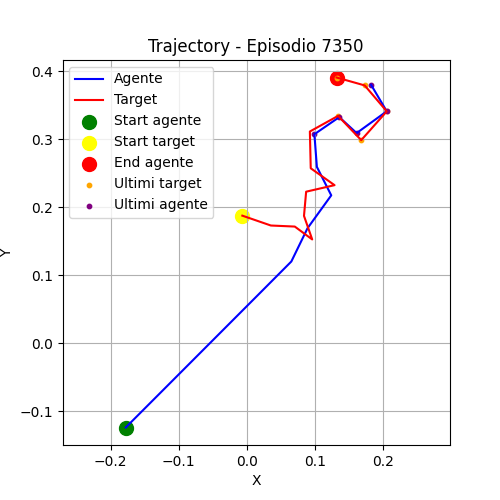 Trajectory - Episodio 7350
Agente
Target
Start agente
Start target
End agente
Ultimi target
Ultimi agente
Y
0.4
0.3
0.2
0.1
0.0
−0.1
−0.2
−0.1
0.0
0.1
0.2
X